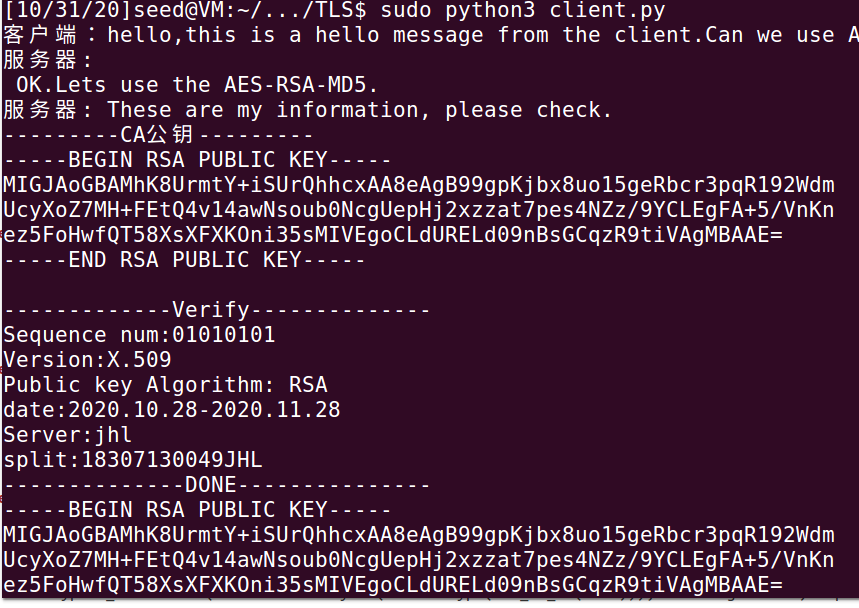 [10/31/20]seed@VM:~/.../TLS$ sudo python3 client.py
客户端：hello,this is a hello message from the client.Can we use A
服务器:
 OK.Lets use the AES-RSA-MD5.
服务器: These are my information, please check.
---------CA公钥---------
-----BEGIN RSA PUBLIC KEY-----
MIGJAoGBAMhK8UrmtY+iSUrQhhcxAA8eAgB99gpKjbx8uo15geRbcr3pqR192Wdm
UcyXoZ7MH+FEtQ4v14awNsoub0NcgUepHj2xzzat7pes4NZz/9YCLEgFA+5/VnKn
ez5FoHwfQT58XsXFXKOni35sMIVEgoCLdURELd09nBsGCqzR9tiVAgMBAAE=
-----END RSA PUBLIC KEY-----
-------------Verify--------------
Sequence num:01010101
Version:X.509
Public key Algorithm: RSA
date:2020.10.28-2020.11.28
Server:jhl
split:18307130049JHL
--------------DONE---------------
-----BEGIN RSA PUBLIC KEY-----
MIGJAoGBAMhK8UrmtY+iSUrQhhcxAA8eAgB99gpKjbx8uo15geRbcr3pqR192Wdm
UcyXoZ7MH+FEtQ4v14awNsoub0NcgUepHj2xzzat7pes4NZz/9YCLEgFA+5/VnKn
ez5FoHwfQT58XsXFXKOni35sMIVEgoCLdURELd09nBsGCqzR9tiVAgMBAAE=